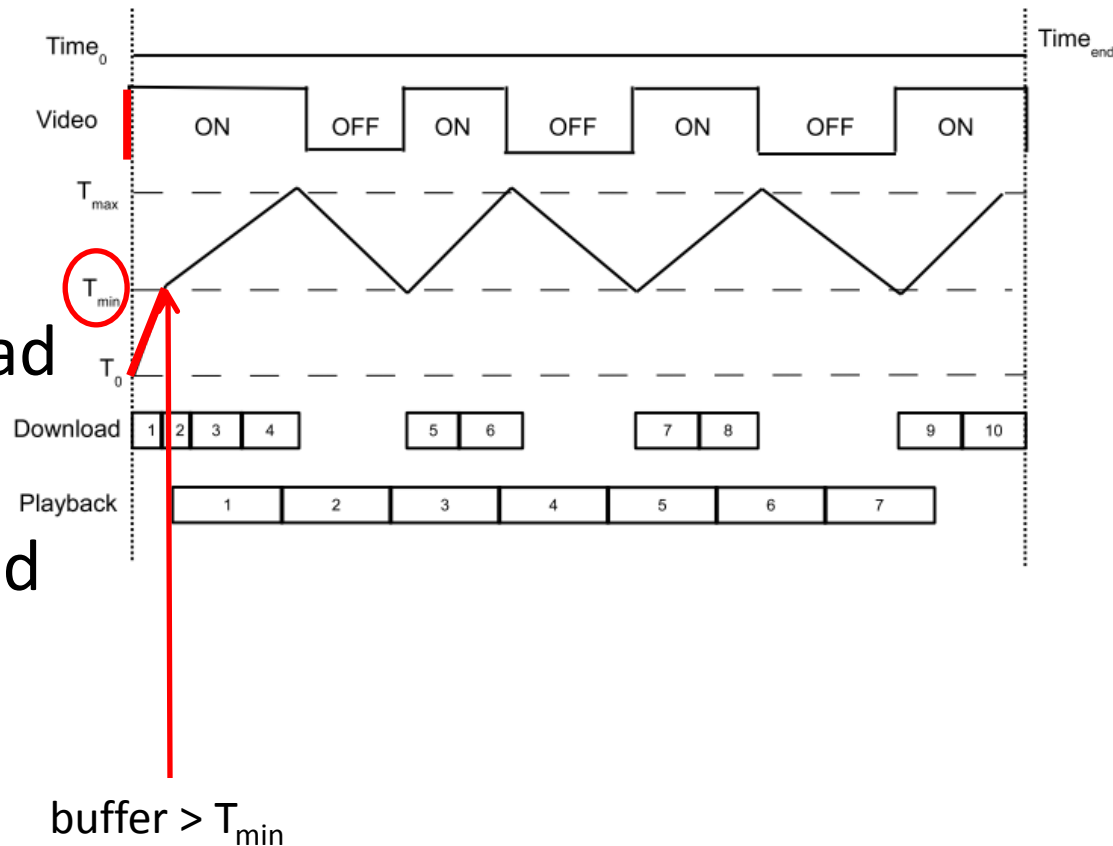 Time0 Timeend
Video ON OFF ON OFF ON OFF ON
Tmax
Tmin
ad
T0
Download 1 2 3 4 5 6 7 8 9 10
Playback 1 2 3 4 5 6 7
d
buffer > Tmin